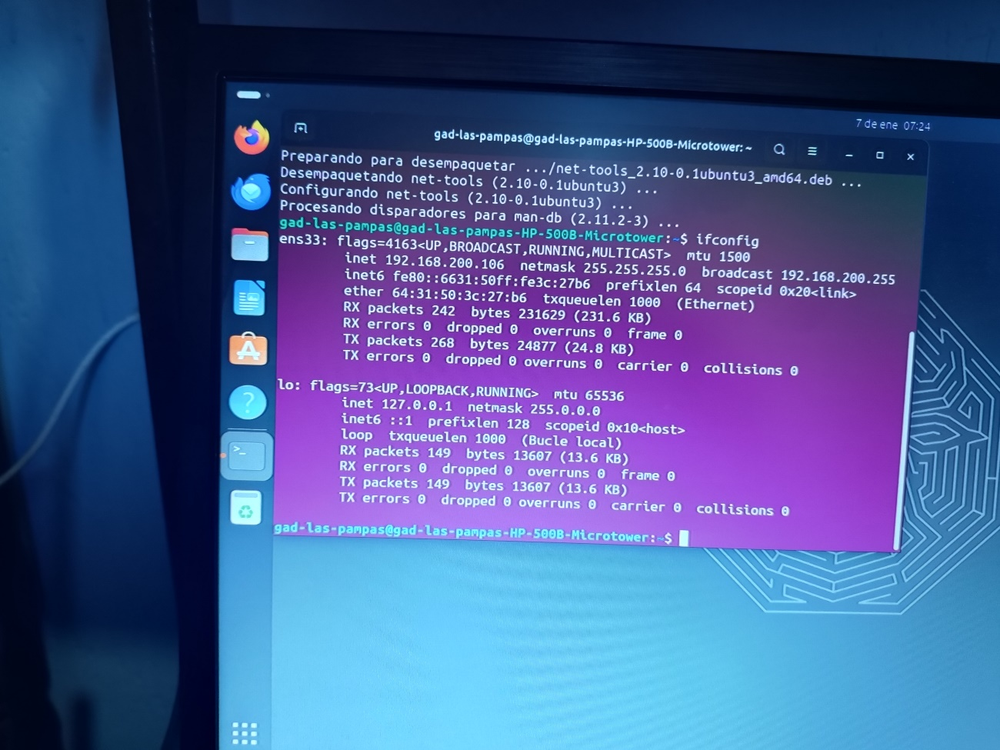 7 de ene 07:24
gad-las-pampas@gad-las-pampas-HP-500B-Microtower: ~
Preparando para desempaquetar .../net-tools_2.10-0.1ubuntu3_amd64.deb ...
Desempaquetando net-tools (2.10-0.1ubuntu3) ...
Configurando net-tools (2.10-0.1ubuntu3) ...
Procesando disparadores para man-db (2.11.2-3) ...
gad-las-pampas@gad-las-pampas-HP-500B-Microtower:~$ ifconfig
ens33: flags=4163<UP,BROADCAST,RUNNING,MULTICAST>  mtu 1500
        inet 192.168.200.106  netmask 255.255.255.0  broadcast 192.168.200.255
        inet6 fe80::6631:50ff:fe3c:27b6  prefixlen 64  scopeid 0x20<link>
        ether 64:31:50:3c:27:b6  txqueuelen 1000  (Ethernet)
        RX packets 242  bytes 231629 (231.6 KB)
        RX errors 0  dropped 0  overruns 0  frame 0
        TX packets 268  bytes 24877 (24.8 KB)
        TX errors 0  dropped 0 overruns 0  carrier 0  collisions 0
lo: flags=73<UP,LOOPBACK,RUNNING>  mtu 65536
        inet 127.0.0.1  netmask 255.0.0.0
        inet6 ::1  prefixlen 128  scopeid 0x10<host>
        loop  txqueuelen 1000  (Bucle local)
        RX packets 149  bytes 13607 (13.6 KB)
        RX errors 0  dropped 0  overruns 0  frame 0
        TX packets 149  bytes 13607 (13.6 KB)
        TX errors 0  dropped 0 overruns 0  carrier 0  collisions 0
gad-las-pampas@gad-las-pampas-HP-500B-Microtower:~$